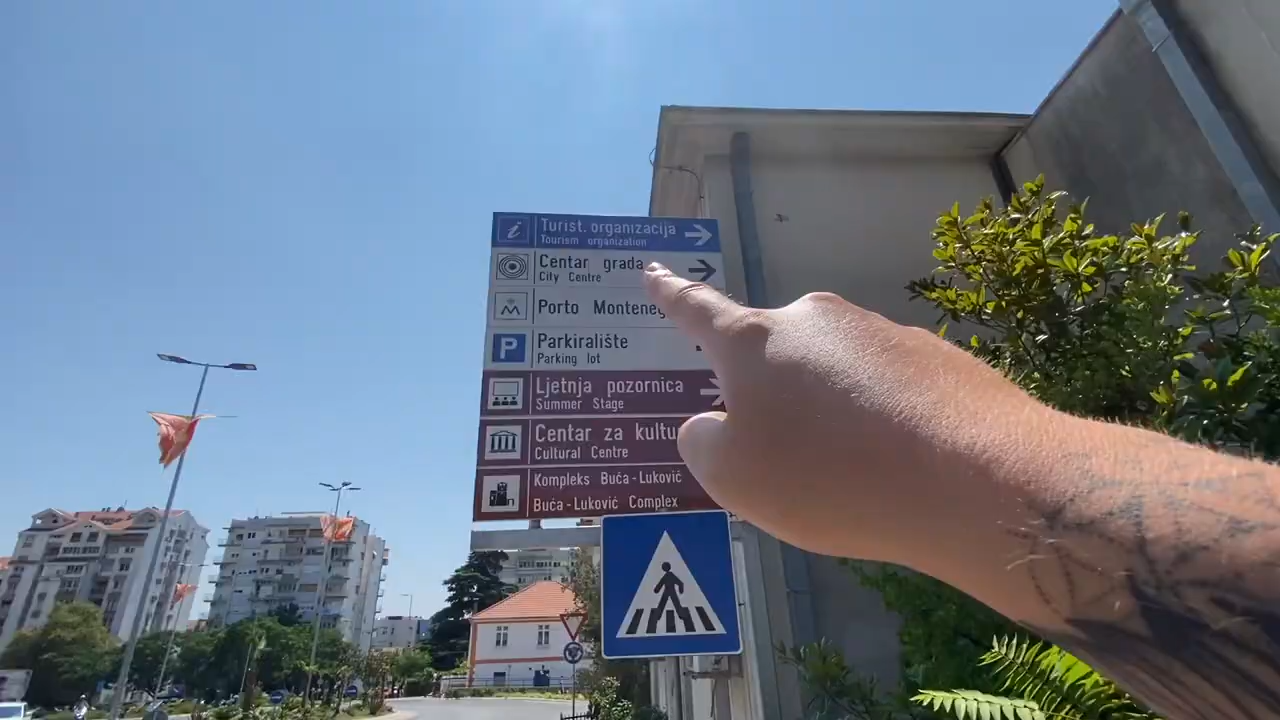 i Turist. organizacija
Tourism organization
Centar grada
City Centre
Porto
P Parkiralište
Parking lot
Ljetnja pozornica
Summer Stage
Centar za
Cultural Centre
Kompleks Buća-Luković
Buća-Luković Complex